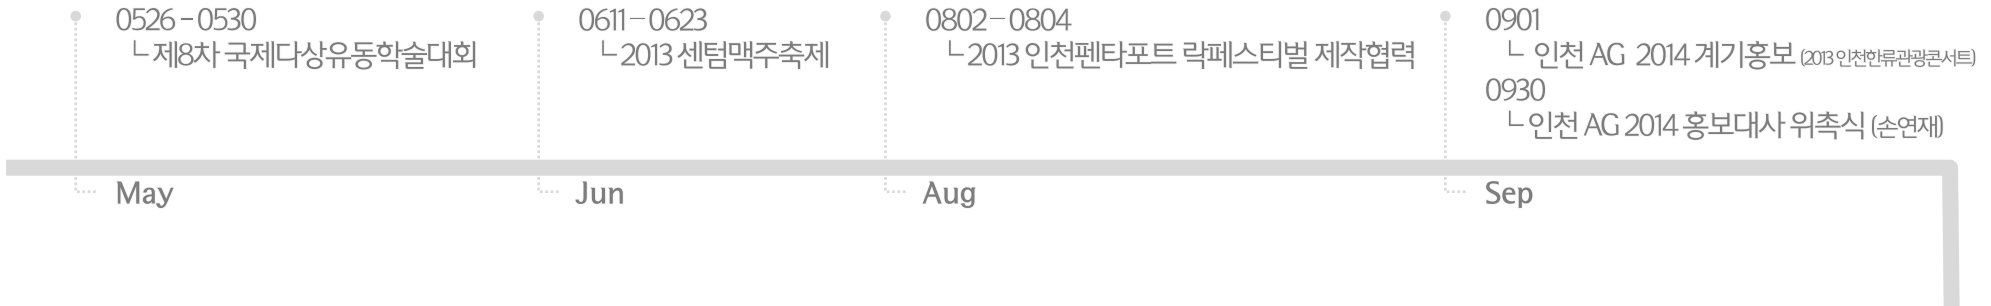 0526 - 0530
└ 제8차 국제다상유동학술대회
May
0611 – 0623
└ 2013 센텀맥주축제
Jun
0802 – 0804
└ 2013 인천펜타포트 락페스티벌 제작협력
Aug
0901
└ 인천 AG 2014 계기홍보 (2013 인천한류관광콘서트)
0930
└ 인천 AG 2014 홍보대사 위촉식 (손연재)
Sep